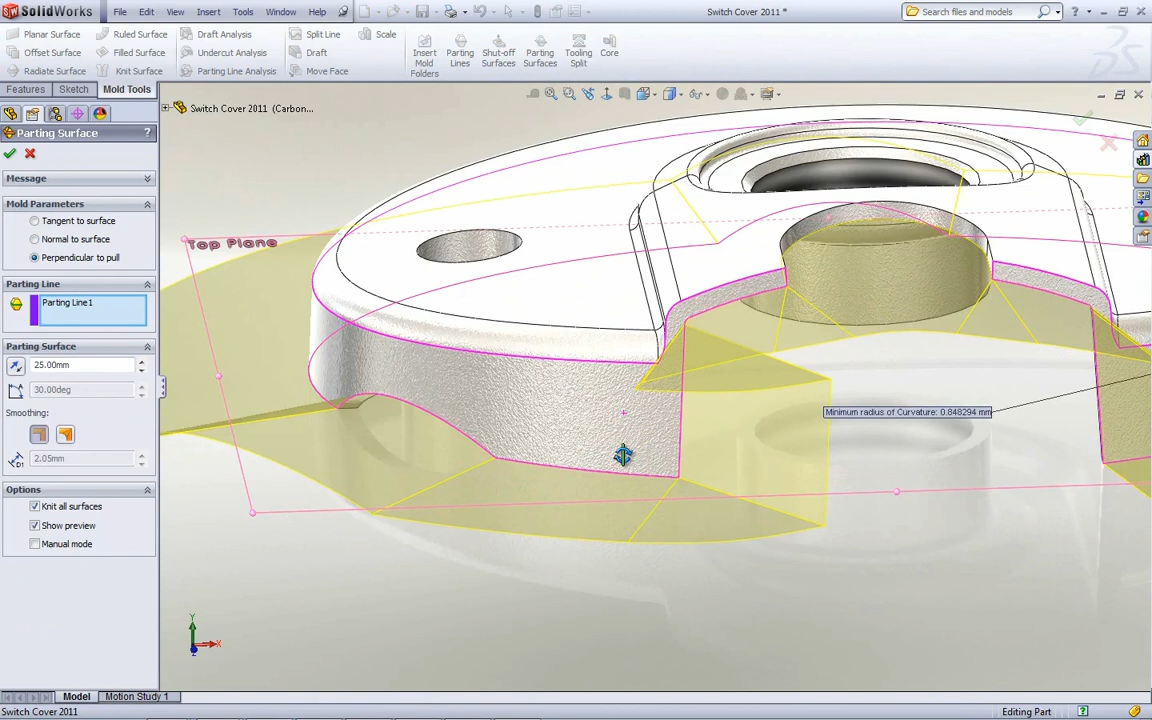 SolidWorks File Edit View Insert Tools Window Help Switch Cover 2011 * Search files and models ?
Planar Surface Ruled Surface Draft Analysis Split Line Scale
Offset Surface Filled Surface Undercut Analysis Draft
Radiate Surface Knit Surface Parting Line Analysis Move Face
Insert Mold Folders
Parting Lines
Shut-off Surfaces
Parting Surfaces
Tooling Split
Core
Features Sketch Mold Tools
Switch Cover 2011 (Carbon...
Parting Surface ?
Message
Mold Parameters
Tangent to surface
Normal to surface
Perpendicular to pull
Parting Line
Parting Line1
Parting Surface
25.00mm
30.00deg
Smoothing:
2.05mm
Options
Knit all surfaces
Show preview
Manual mode
Top Plane
Minimum radius of Curvature: 0.848294 mm
Y
X
Z
Model Motion Study 1
Switch Cover 2011 Editing Part ?